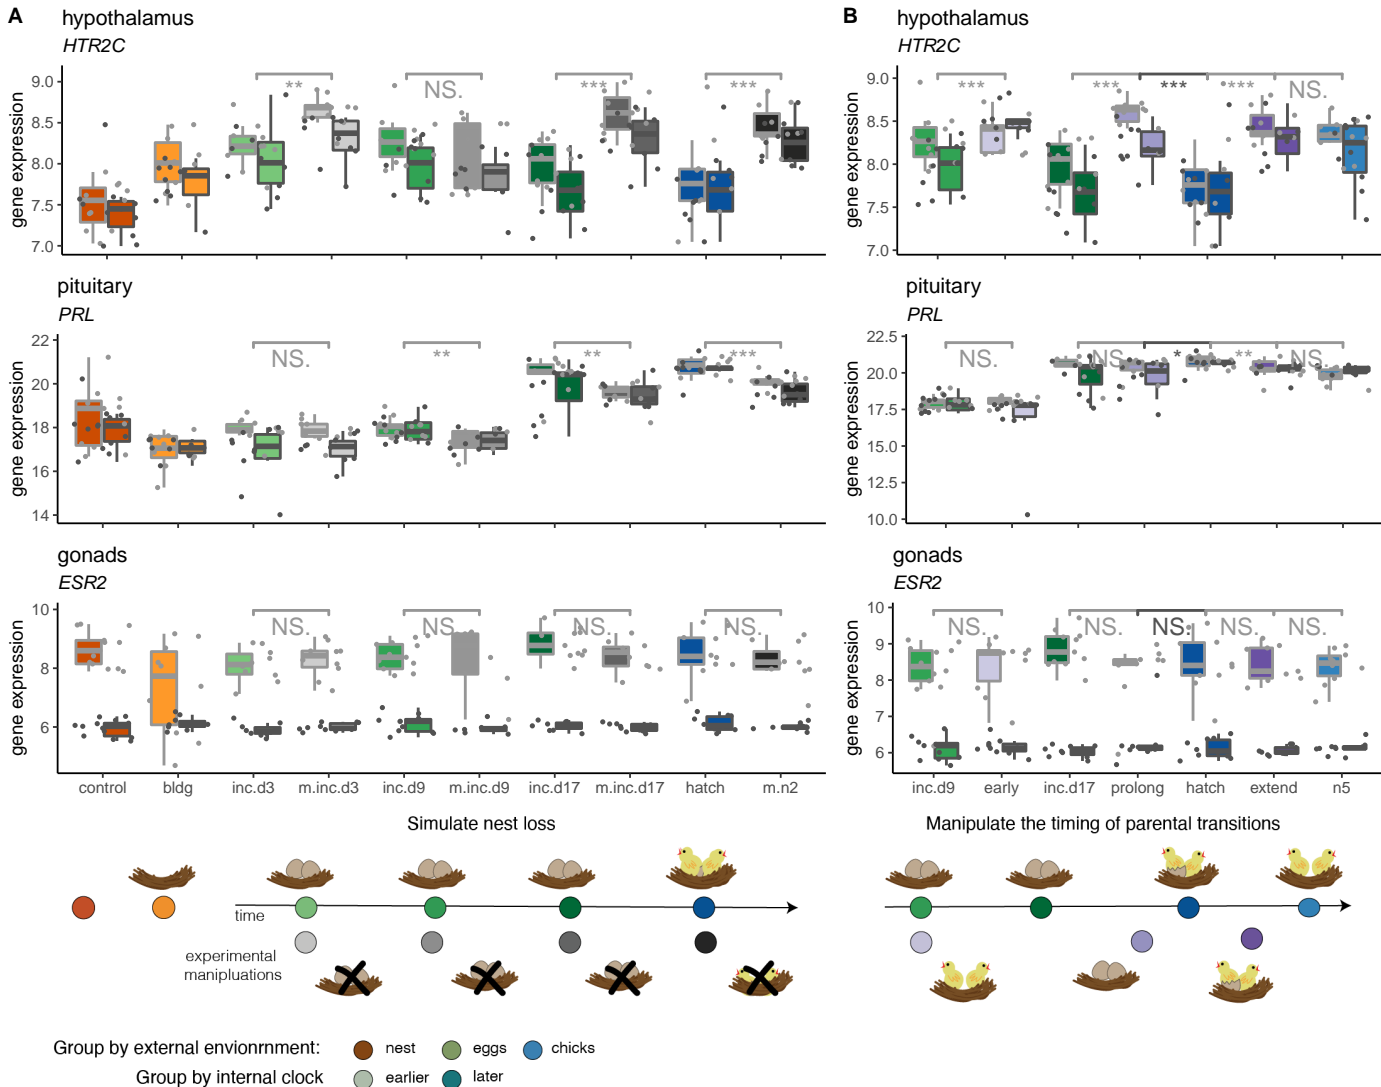 A
hypothalamus
HTR2C
gene expression
9.0
8.5
8.0
7.5
7.0
**
NS.
***
***
pituitary
PRL
gene expression
22
20
18
16
14
NS.
**
**
***
gonads
ESR2
gene expression
10
8
6
NS.
NS.
NS.
NS.
control
bldg
inc.d3
m.inc.d3
inc.d9
m.inc.d9
inc.d17
m.inc.d17
hatch
m.n2
Simulate nest loss
time
experimental
manipluations
B
hypothalamus
HTR2C
gene expression
9.0
8.5
8.0
7.5
7.0
***
***
***
***
NS.
pituitary
PRL
gene expression
22.5
20.0
17.5
15.0
12.5
10.0
NS.
NS.
*
**
NS.
gonads
ESR2
gene expression
10
9
8
7
6
NS.
NS.
NS.
NS.
NS.
inc.d9
early
inc.d17
prolong
hatch
extend
n5
Manipulate the timing of parental transitions
Group by external envionrnment:
nest
eggs
chicks
Group by internal clock
earlier
later